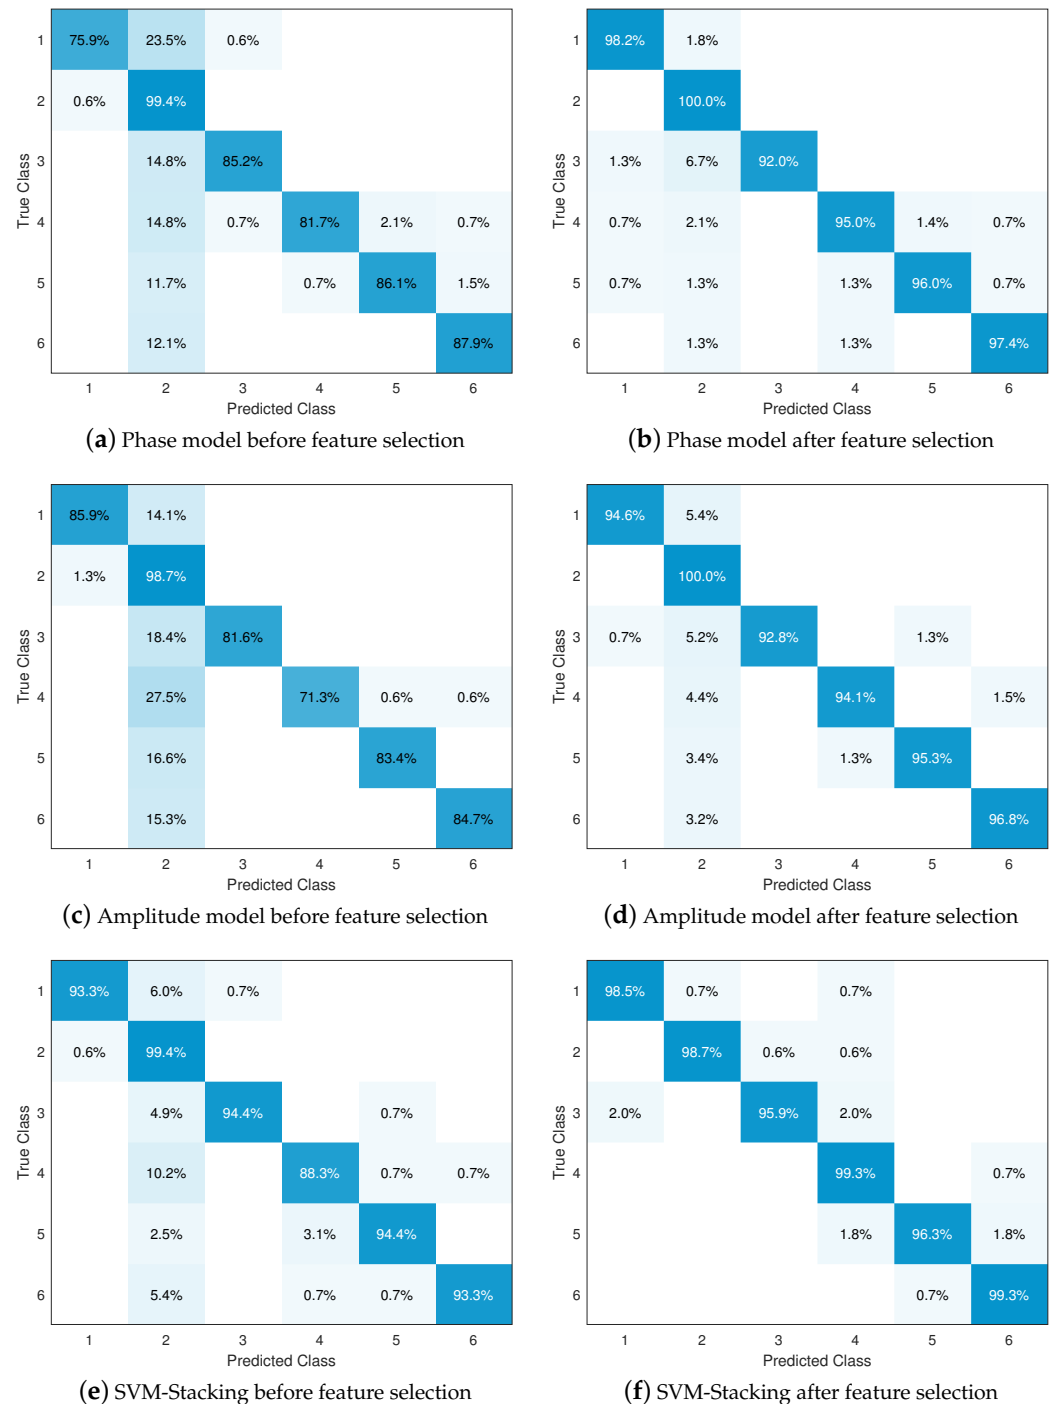 1 75.9% 23.5% 0.6%
2 0.6% 99.4%
3 14.8% 85.2%
4 14.8% 0.7% 81.7% 2.1% 0.7%
5 11.7% 0.7% 86.1% 1.5%
6 12.1% 87.9%
True Class
1 2 3 4 5 6
Predicted Class
(a) Phase model before feature selection
1 98.2% 1.8%
2 100.0%
3 1.3% 6.7% 92.0%
4 0.7% 2.1% 95.0% 1.4% 0.7%
5 0.7% 1.3% 1.3% 96.0% 0.7%
6 1.3% 1.3% 97.4%
True Class
1 2 3 4 5 6
Predicted Class
(b) Phase model after feature selection
1 85.9% 14.1%
2 1.3% 98.7%
3 18.4% 81.6%
4 27.5% 71.3% 0.6% 0.6%
5 16.6% 83.4%
6 15.3% 84.7%
True Class
1 2 3 4 5 6
Predicted Class
(c) Amplitude model before feature selection
1 94.6% 5.4%
2 100.0%
3 0.7% 5.2% 92.8% 1.3%
4 4.4% 94.1% 1.5%
5 3.4% 1.3% 95.3%
6 3.2% 96.8%
True Class
1 2 3 4 5 6
Predicted Class
(d) Amplitude model after feature selection
1 93.3% 6.0% 0.7%
2 0.6% 99.4%
3 4.9% 94.4% 0.7%
4 10.2% 88.3% 0.7% 0.7%
5 2.5% 3.1% 94.4%
6 5.4% 0.7% 0.7% 93.3%
True Class
1 2 3 4 5 6
Predicted Class
(e) SVM-Stacking before feature selection
1 98.5% 0.7% 0.7%
2 98.7% 0.6% 0.6%
3 2.0% 95.9% 2.0%
4 99.3% 0.7%
5 1.8% 96.3% 1.8%
6 0.7% 99.3%
True Class
1 2 3 4 5 6
Predicted Class
(f) SVM-Stacking after feature selection